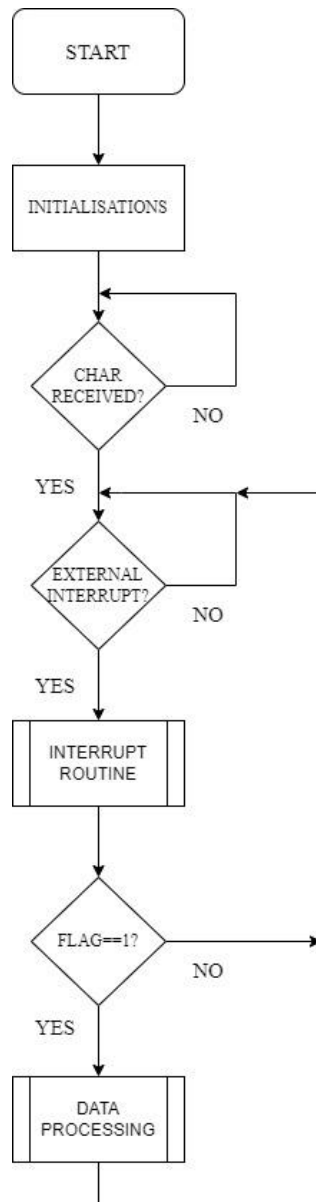 START
INITIALISATIONS
CHAR
RECEIVED?
NO
YES
EXTERNAL
INTERRUPT?
NO
YES
INTERRUPT
ROUTINE
FLAG==1?
NO
YES
DATA
PROCESSING